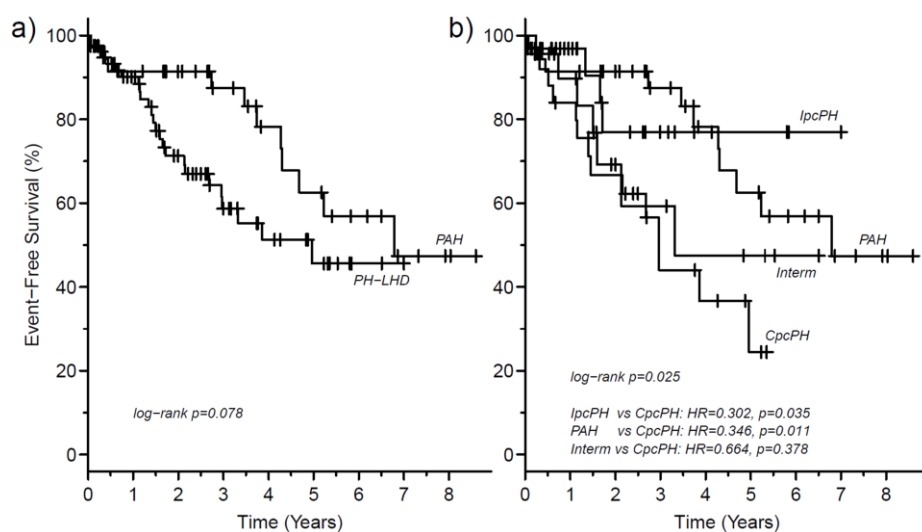 a)
Event−Free Survival (%)
100
80
60
40
20
0
PAH
PH−LHD
log−rank p=0.078
0 1 2 3 4 5 6 7 8
Time (Years)
b)
100
80
60
40
20
0
IpcPH
PAH
Interm
CpcPH
log−rank p=0.025
IpcPH vs CpcPH: HR=0.302, p=0.035
PAH vs CpcPH: HR=0.346, p=0.011
Interm vs CpcPH: HR=0.664, p=0.378
0 1 2 3 4 5 6 7 8
Time (Years)